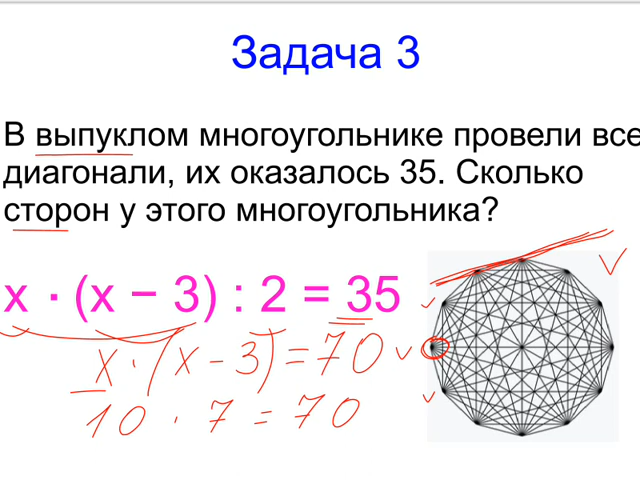 Задача 3
В выпуклом многоугольнике провели все
диагонали, их оказалось 35. Сколько
сторон у этого многоугольника?
x · (x − 3) : 2 = 35
x · (x − 3) = 70
10 · 7 = 70